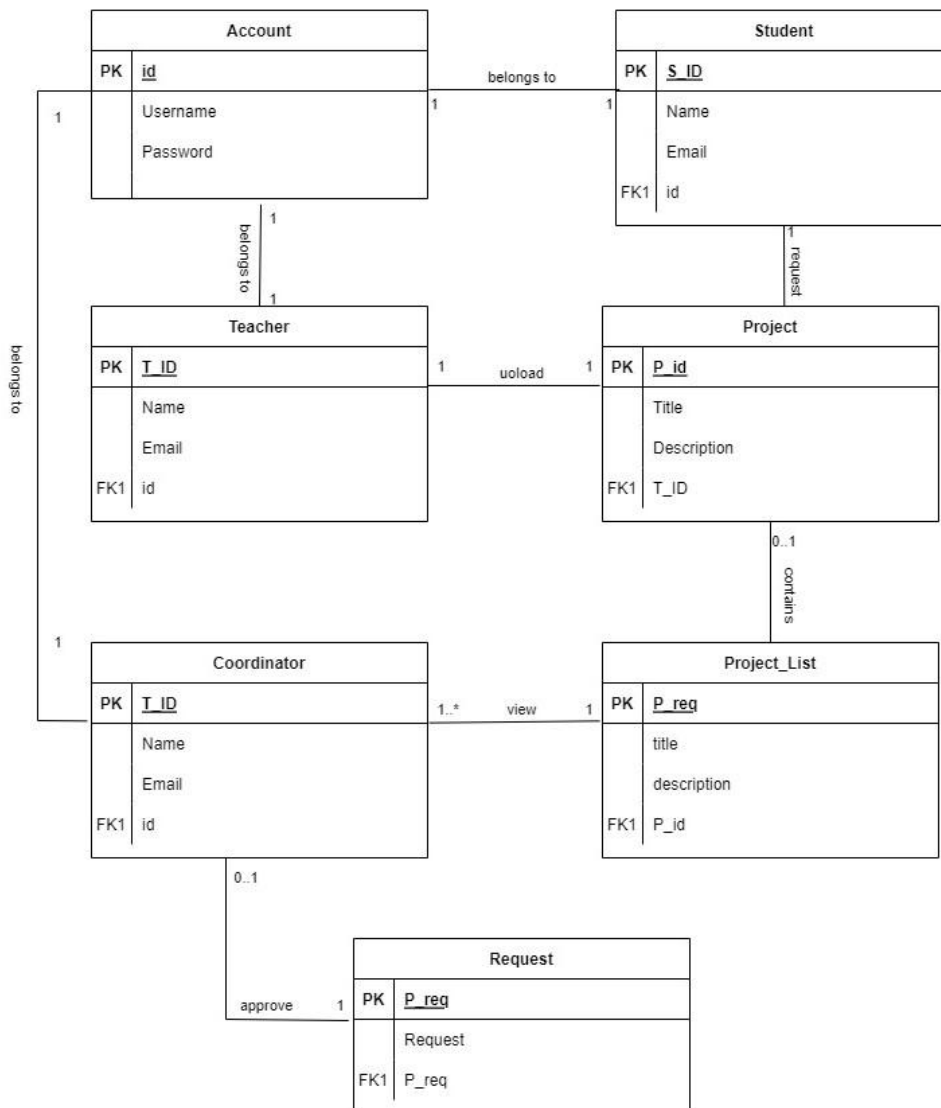 Account
PK id
Username
Password
Student
PK S_ID
Name
Email
FK1 id
belongs to
1
1
1
1
belongs to
1
1
request
belongs to
Teacher
PK T_ID
Name
Email
FK1 id
1
uoload
1
Project
PK P_id
Title
Description
FK1 T_ID
0..1
contains
1
Coordinator
PK T_ID
Name
Email
FK1 id
1..*
view
1
Project_List
PK P_req
title
description
FK1 P_id
0..1
approve
1
Request
PK P_req
Request
FK1 P_req